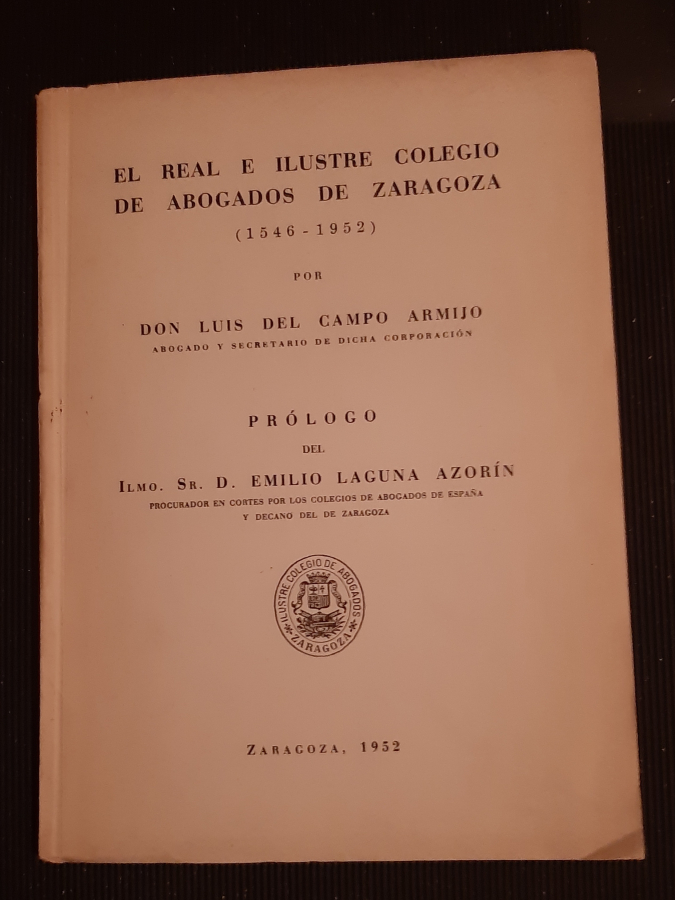 EL REAL E ILUSTRE COLEGIO
DE ABOGADOS DE ZARAGOZA
(1546-1952)
POR
DON LUIS DEL CAMPO ARMIJO
ABOGADO Y SECRETARIO DE DICHA CORPORACIÓN
PRÓLOGO
DEL
ILMO. SR. D. EMILIO LAGUNA AZORÍN
PROCURADOR EN CORTES POR LOS COLEGIOS DE ABOGADOS DE ESPAÑA
Y DECANO DEL DE ZARAGOZA
ILUSTRE COLEGIO DE ABOGADOS
ZARAGOZA
ZARAGOZA, 1952